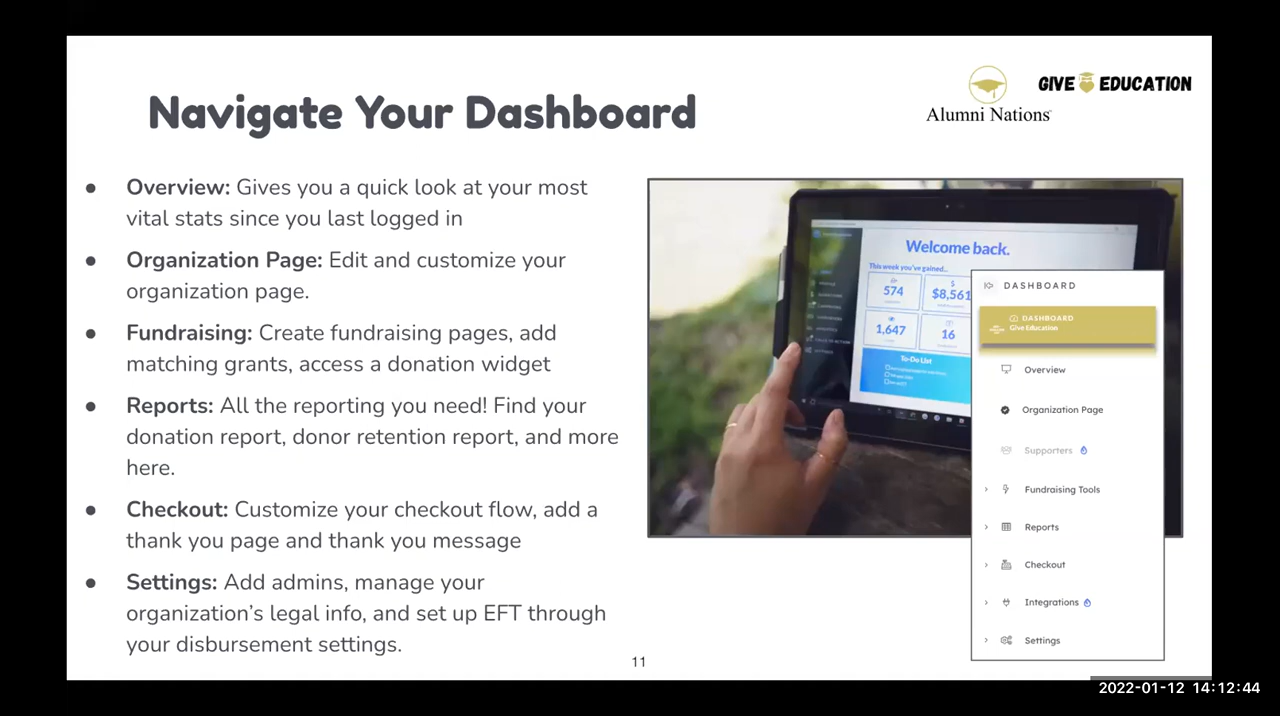 Navigate Your Dashboard
Alumni Nations
GIVE EDUCATION
● Overview: Gives you a quick look at your most
vital stats since you last logged in
● Organization Page: Edit and customize your
organization page.
● Fundraising: Create fundraising pages, add
matching grants, access a donation widget
● Reports: All the reporting you need! Find your
donation report, donor retention report, and more
here.
● Checkout: Customize your checkout flow, add a
thank you page and thank you message
● Settings: Add admins, manage your
organization's legal info, and set up EFT through
your disbursement settings.
Welcome back.
This week you've gained...
574
$8,561
1,647
16
To-Do List
DASHBOARD
DASHBOARD
Give Education
Overview
Organization Page
Supporters
Fundraising Tools
Reports
Checkout
Integrations
Settings
11
2022-01-12 14:12:44